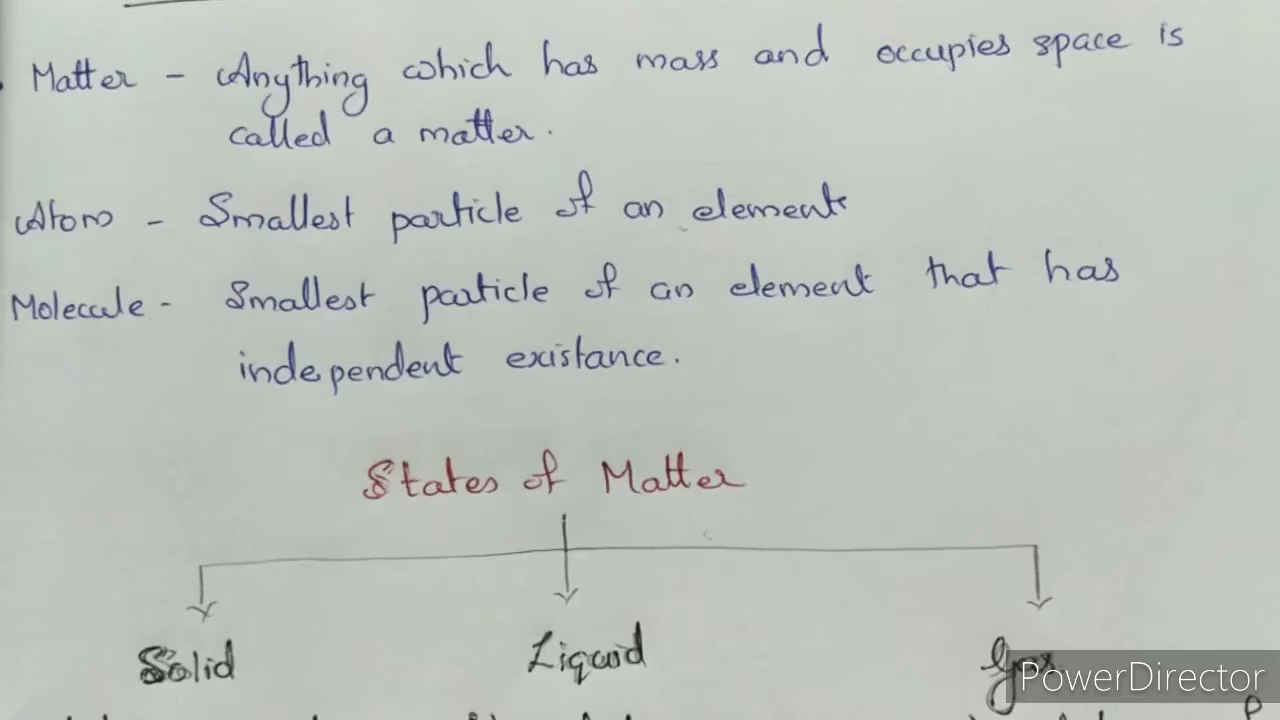 Matter - Anything which has mass and occupies space is
called a matter.
Atom - Smallest particle of an element
Molecule - Smallest particle of an element that has
independent existance.
States of Matter
Solid Liquid Gas
PowerDirector